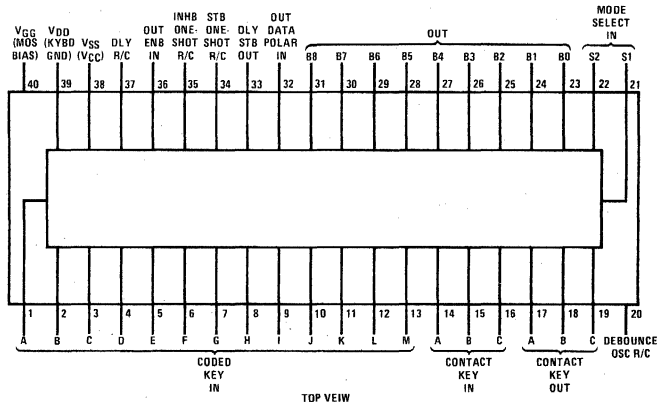 VGG (MOS BIAS)
VDD (KYBD GND)
VSS (VCC)
DLY R/C
OUT ENB IN
INHB ONE- SHOT R/C
STB ONE- SHOT R/C
DLY STB OUT
OUT DATA POLAR IN
OUT
B8 B7 B6 B5 B4 B3 B2 B1 B0
MODE SELECT IN
S2 S1
40 39 38 37 36 35 34 33 32 31 30 29 28 27 26 25 24 23 22 21
1 2 3 4 5 6 7 8 9 10 11 12 13 14 15 16 17 18 19 20
A B C D E F G H I J K L M A B C A B C DEBOUNCE OSC R/C
CODED KEY IN
CONTACT KEY IN
CONTACT KEY OUT
TOP VEIW